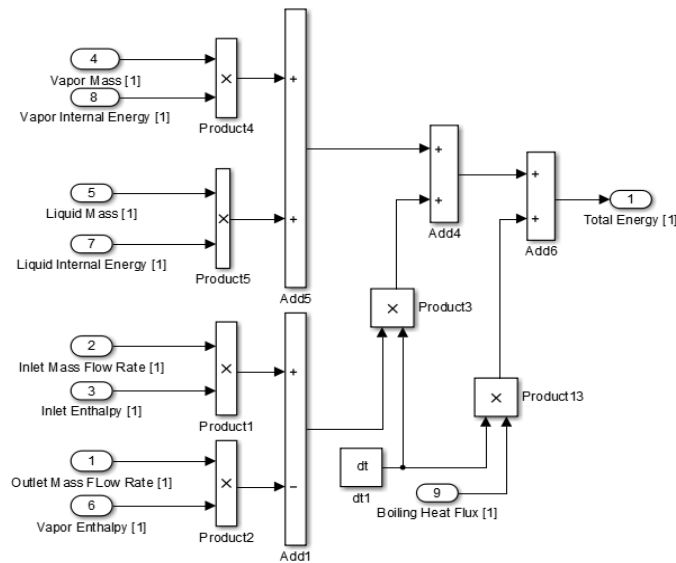 4
Vapor Mass [1]
8
Vapor Internal Energy [1]
×
Product4
5
Liquid Mass [1]
7
Liquid Internal Energy [1]
×
Product5
+
+
Add5
2
Inlet Mass Flow Rate [1]
3
Inlet Enthalpy [1]
×
Product1
1
Outlet Mass FLow Rate [1]
6
Vapor Enthalpy [1]
×
Product2
+
−
Add1
×
Product3
dt
dt1
+
+
Add4
9
Boiling Heat Flux [1]
×
Product13
+
+
Add6
1
Total Energy [1]